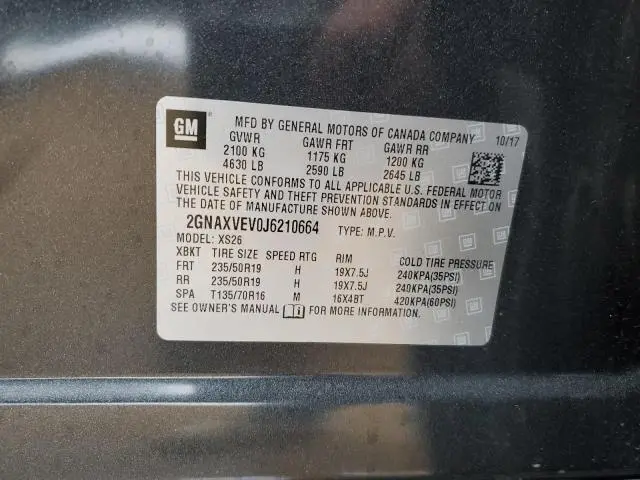 GM
MFD BY GENERAL MOTORS OF CANADA COMPANY 10/17
GVWR GAWR FRT GAWR RR
2100 KG 1175 KG 1200 KG
4630 LB 2590 LB 2645 LB
THIS VEHICLE CONFORMS TO ALL APPLICABLE U.S. FEDERAL MOTOR
VEHICLE SAFETY AND THEFT PREVENTION STANDARDS IN EFFECT ON
THE DATE OF MANUFACTURE SHOWN ABOVE.
2GNAXVEV0J6210664 TYPE: M.P.V.
MODEL: XS26
XBKT TIRE SIZE SPEED RTG RIM COLD TIRE PRESSURE
FRT 235/50R19 H 19X7.5J 240KPA(35PSI)
RR 235/50R19 H 19X7.5J 240KPA(35PSI)
SPA T135/70R16 M 16X4BT 420KPA(60PSI)
SEE OWNER'S MANUAL FOR MORE INFORMATION.